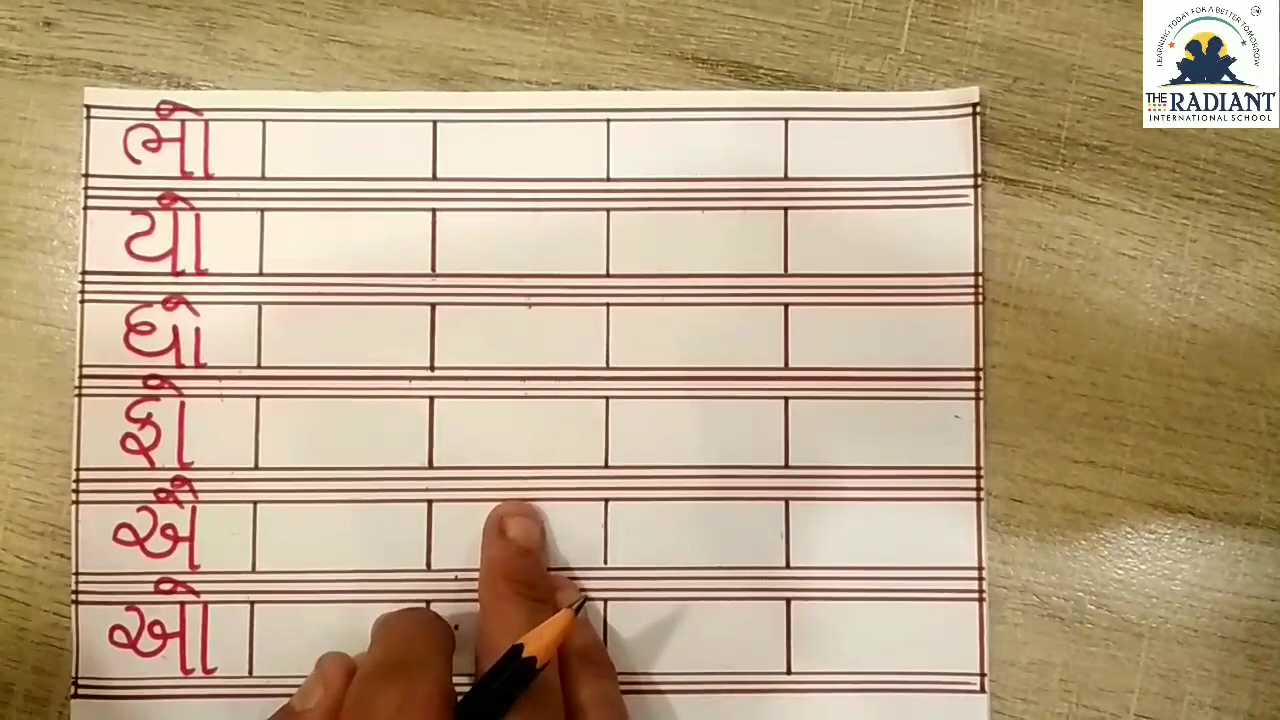 LEARNING TODAY FOR A BETTER TOMORROW
THE RADIANT
INTERNATIONAL SCHOOL
ભો
યો
ધો
ફો
ઐ
ઓ